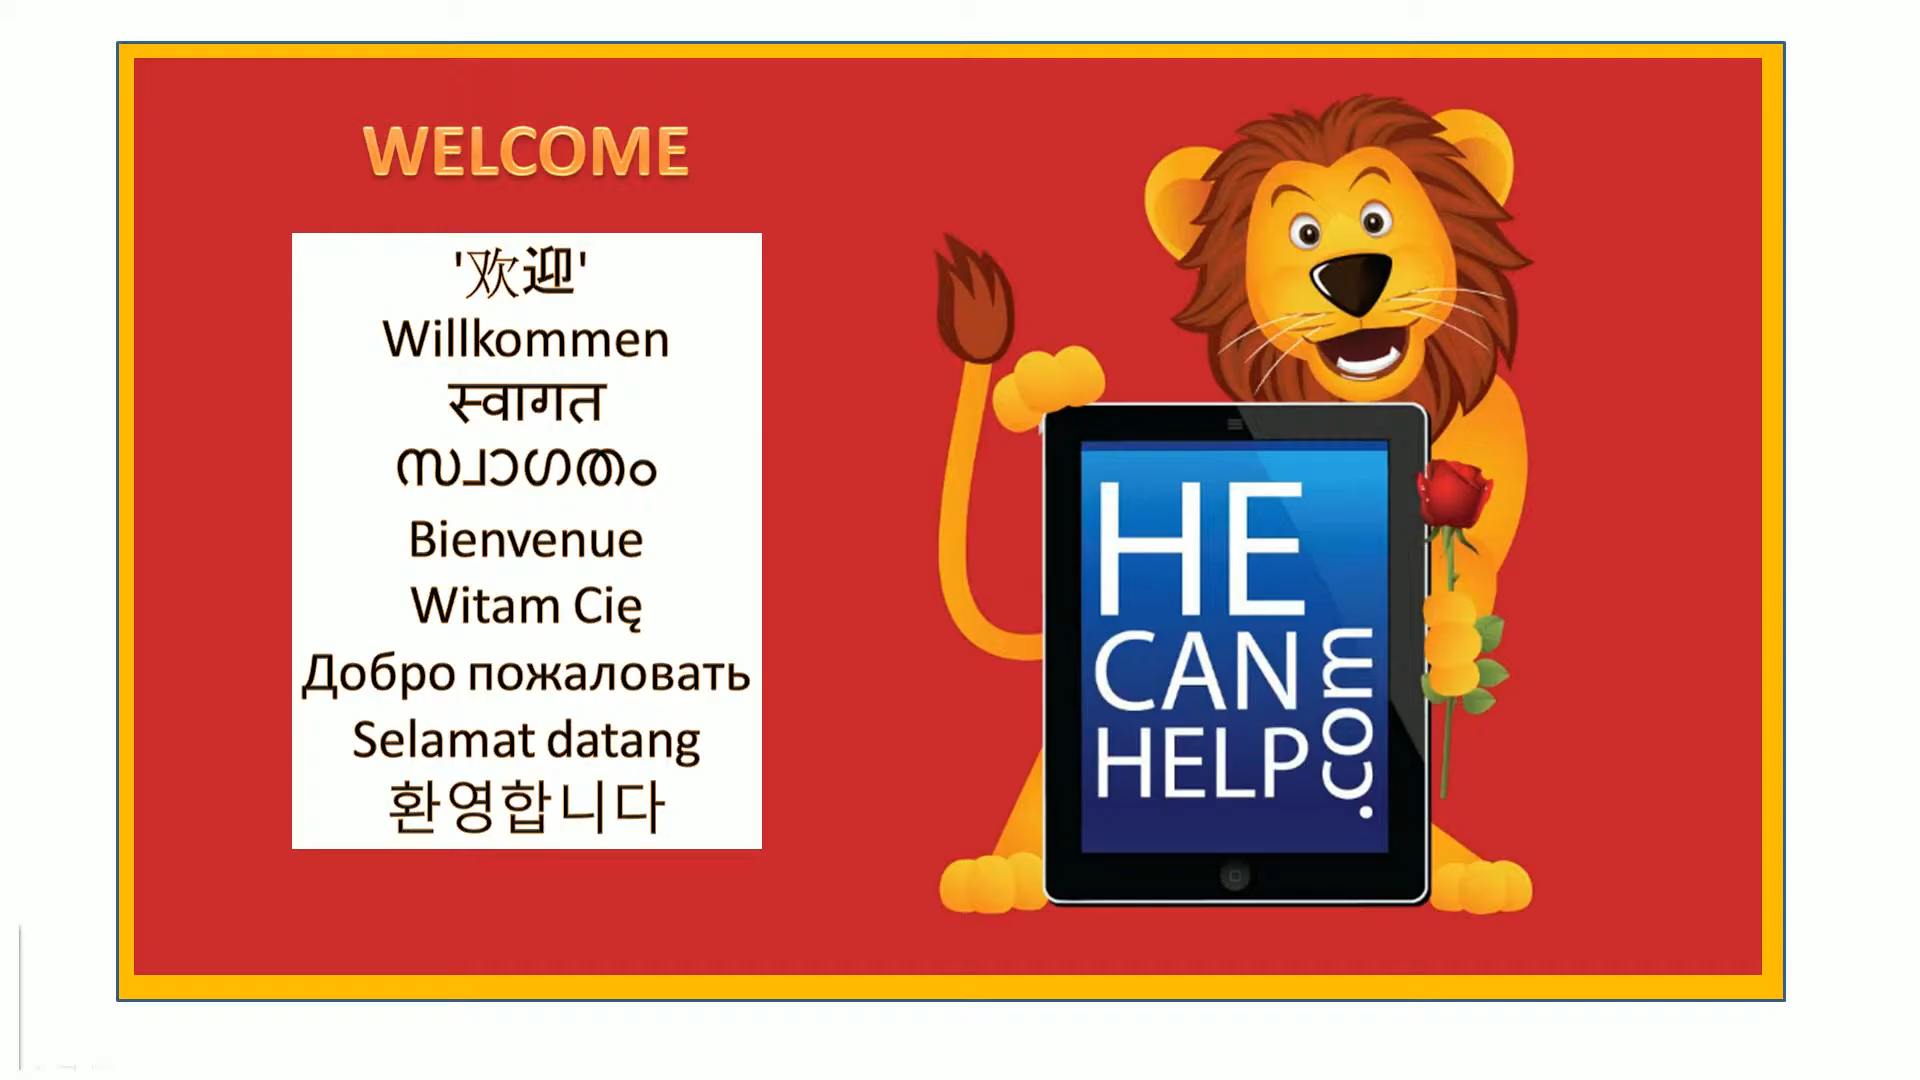 WELCOME
'欢迎'
Willkommen
स्वागत
സ്വാഗതം
Bienvenue
Witam Cię
Добро пожаловать
Selamat datang
환영합니다
HE
CAN
HELP
.com